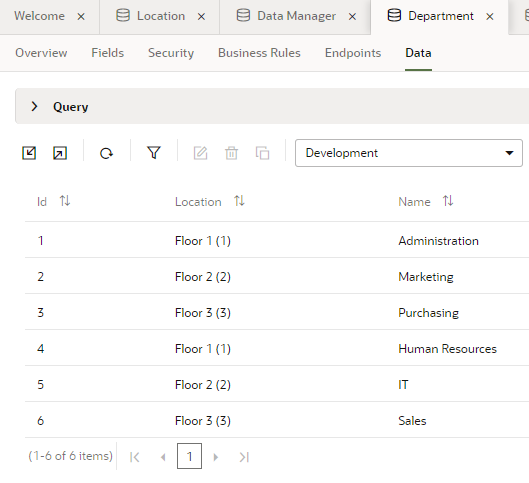 Welcome Location Data Manager Department
Overview Fields Security Business Rules Endpoints Data
Query
Development
Id Location Name
1 Floor 1 (1) Administration
2 Floor 2 (2) Marketing
3 Floor 3 (3) Purchasing
4 Floor 1 (1) Human Resources
5 Floor 2 (2) IT
6 Floor 3 (3) Sales
(1-6 of 6 items) 1